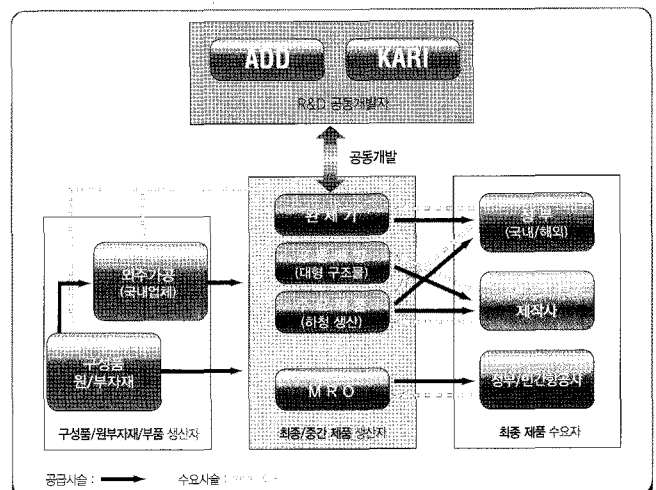 ADD
KARI
R&D 공동개발자
공동개발
완제기
정부
(국내/해외)
외주가공
(국내업체)
(대형 구조물)
(하청 생산)
제작사
구성품
원/부자재
MRO
정부/민간항공사
구성품/원부자재/부품 생산자
최종/중간 제품 생산자
최종 제품 수요자
공급사슬 :
수요사슬 :